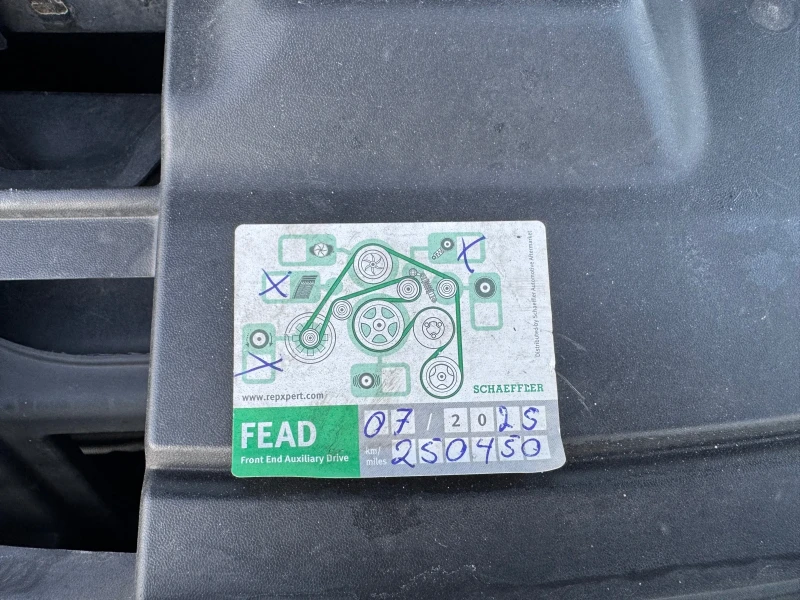 Distributed by Schaeffler Automotive Aftermarket
X
X
X
www.repxpert.com
SCHAEFFLER
FEAD
Front End Auxiliary Drive
07 / 2025
km/
miles
250450